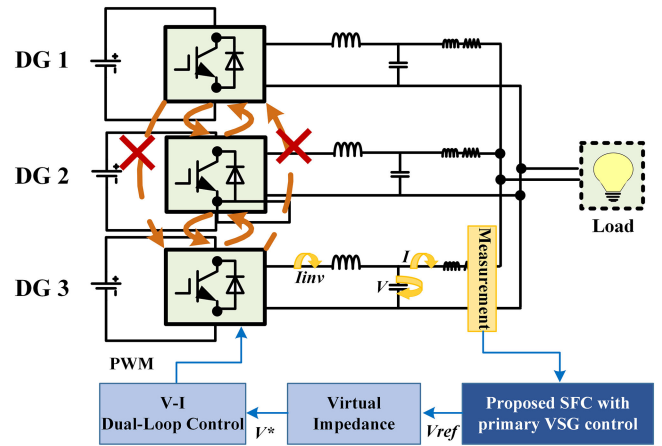 DG 1
DG 2
DG 3
Load
Iinv
I
V
Measurement
PWM
V-I
Dual-Loop Control
V*
Virtual
Impedance
Vref
Proposed SFC with
primary VSG control